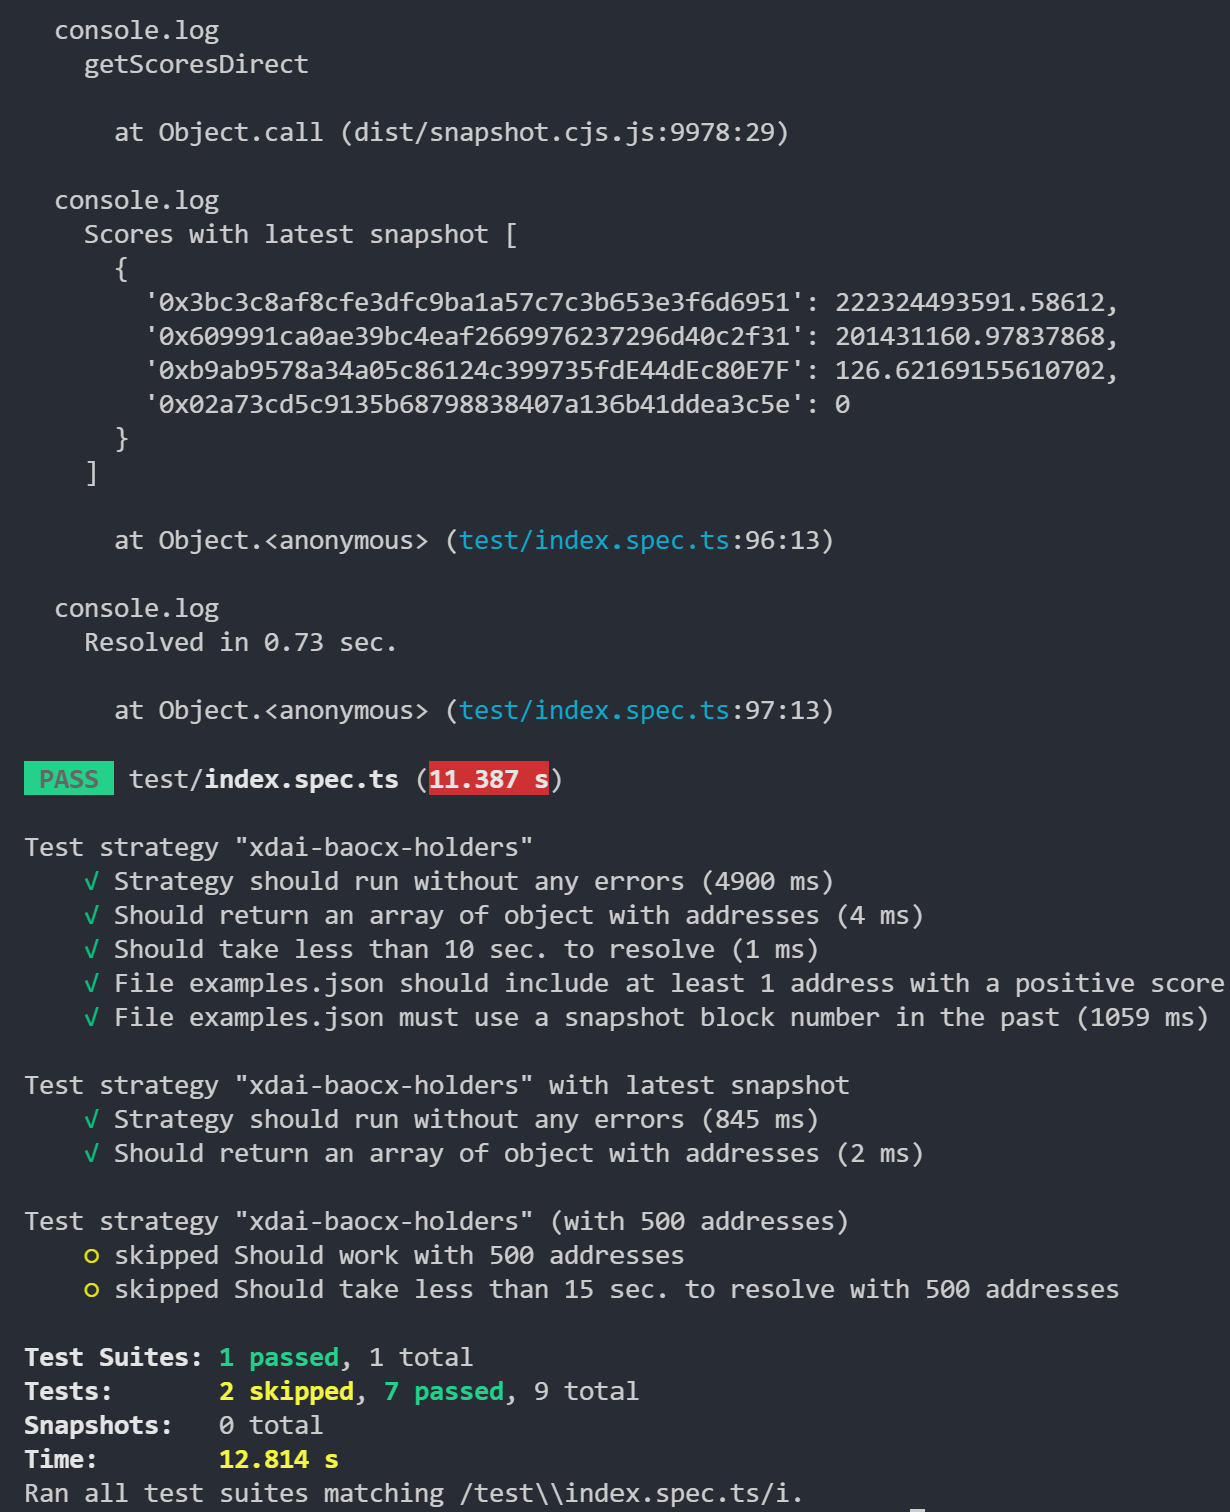 console.log
getScoresDirect
at Object.call (dist/snapshot.cjs.js:9978:29)
console.log
Scores with latest snapshot [
{
'0x3bc3c8af8cfe3dfc9ba1a57c7c3b653e3f6d6951': 222324493591.58612,
'0x609991ca0ae39bc4eaf2669976237296d40c2f31': 201431160.97837868,
'0xb9ab9578a34a05c86124c399735fdE44dEc80E7F': 126.62169155610702,
'0x02a73cd5c9135b68798838407a136b41ddea3c5e': 0
}
]
at Object.<anonymous> (test/index.spec.ts:96:13)
console.log
Resolved in 0.73 sec.
at Object.<anonymous> (test/index.spec.ts:97:13)
PASS test/index.spec.ts (11.387 s)
Test strategy "xdai-baocx-holders"
√ Strategy should run without any errors (4900 ms)
√ Should return an array of object with addresses (4 ms)
√ Should take less than 10 sec. to resolve (1 ms)
√ File examples.json should include at least 1 address with a positive score
√ File examples.json must use a snapshot block number in the past (1059 ms)
Test strategy "xdai-baocx-holders" with latest snapshot
√ Strategy should run without any errors (845 ms)
√ Should return an array of object with addresses (2 ms)
Test strategy "xdai-baocx-holders" (with 500 addresses)
○ skipped Should work with 500 addresses
○ skipped Should take less than 15 sec. to resolve with 500 addresses
Test Suites: 1 passed, 1 total
Tests: 2 skipped, 7 passed, 9 total
Snapshots: 0 total
Time: 12.814 s
Ran all test suites matching /test\\index.spec.ts/i.